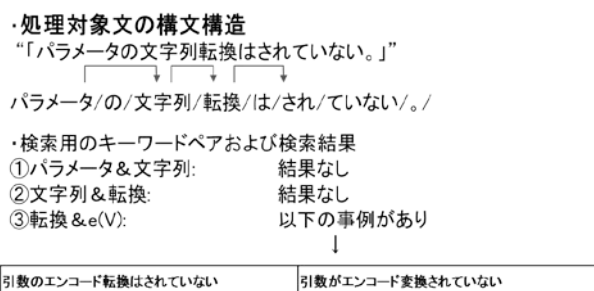 ・処理対象文の構文構造
“「パラメータの文字列転換はされていない。」”
パラメータ/の/文字列/転換/は/され/ていない/。/
・検索用のキーワードペアおよび検索結果
①パラメータ&文字列: 結果なし
②文字列&転換: 結果なし
③転換&e(V): 以下の事例があり
↓
引数のエンコード転換はされていない 引数がエンコード変換されていない